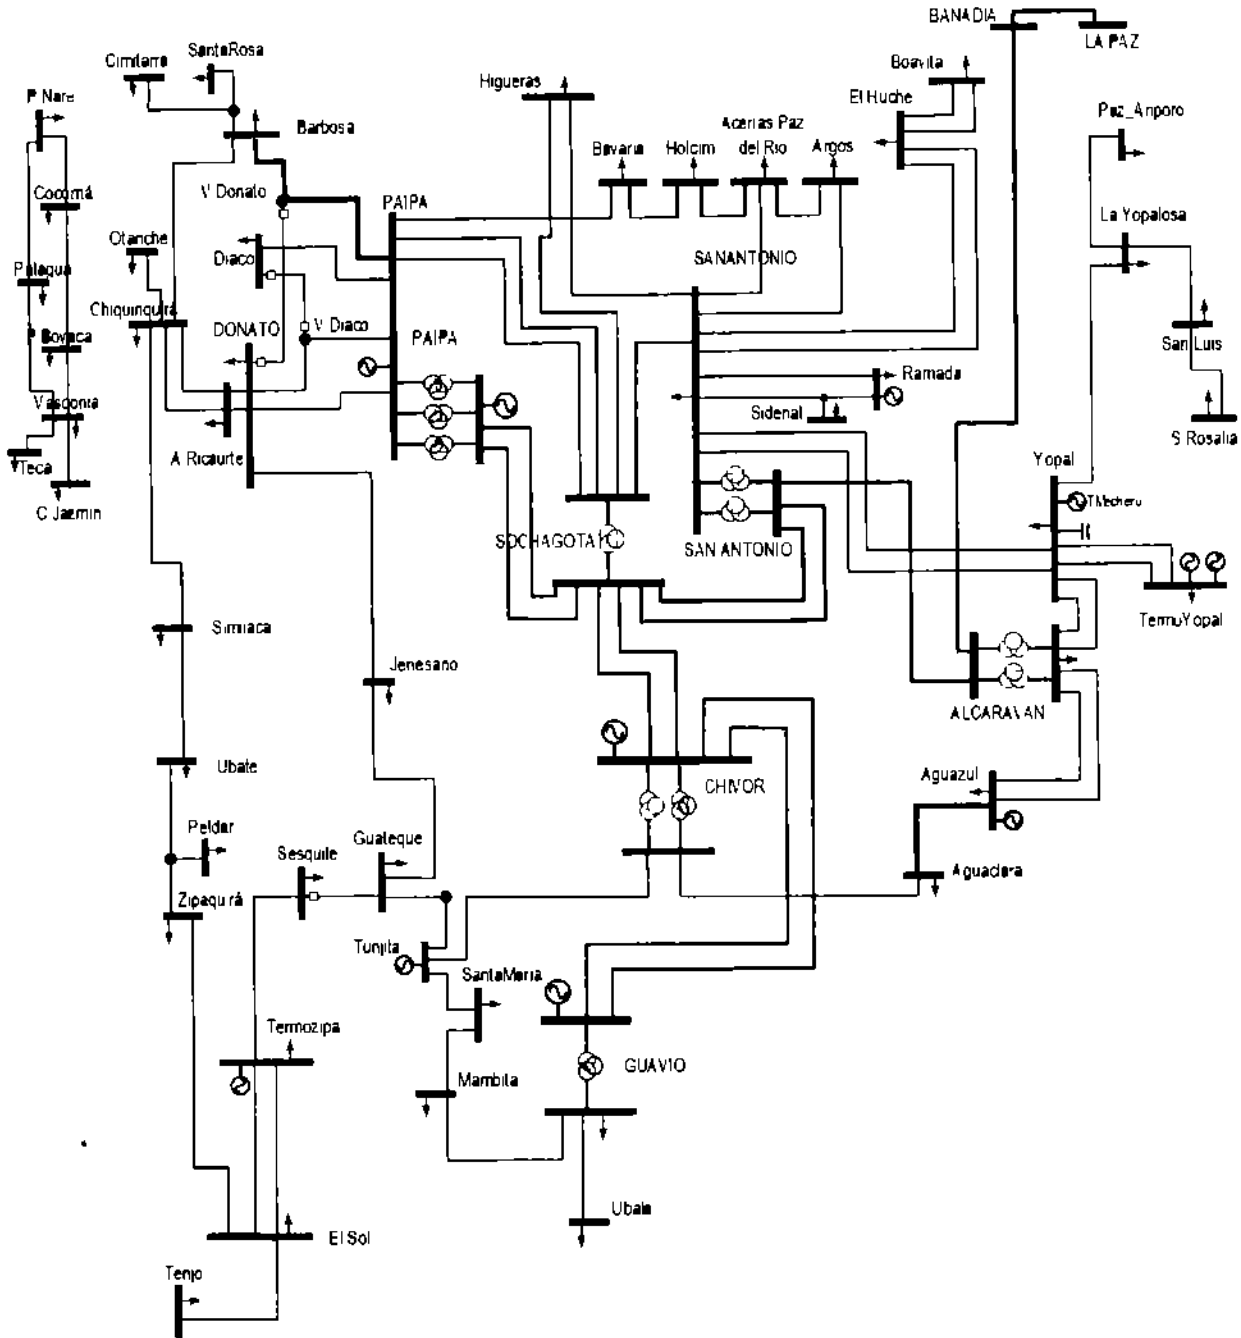 BANADIA
LA PAZ
SantaRosa
Cimitarra
Boavita
Higueras
El Huche
P Nare
Paz_Ariporo
Barbosa
Acerias Paz
del Rio
Bavaria
Holcim
Argos
V Donato
Cocorná
PAIPA
La Yopalosa
Otanche
Diaco
SANANTONIO
Palagua
Chiquinquirá
DONATO
V Diaco
PAIPA
Boyaca
San Luis
Ramada
Vasconia
Sidenal
S Rosalia
A Ricaurte
Yopal
Teca
C Jazmin
SOCHAGOTA
SAN ANTONIO
TermoYopal
Simijaca
Jenesano
ALCARAVAN
Ubate
Aguazul
CHIVOR
Peldar
Guateque
Sesquile
Aguaclara
Zipaquirá
Tunjita
SantaMaria
Termozipa
GUAVIO
Mambita
Ubala
El Sol
Tenjo